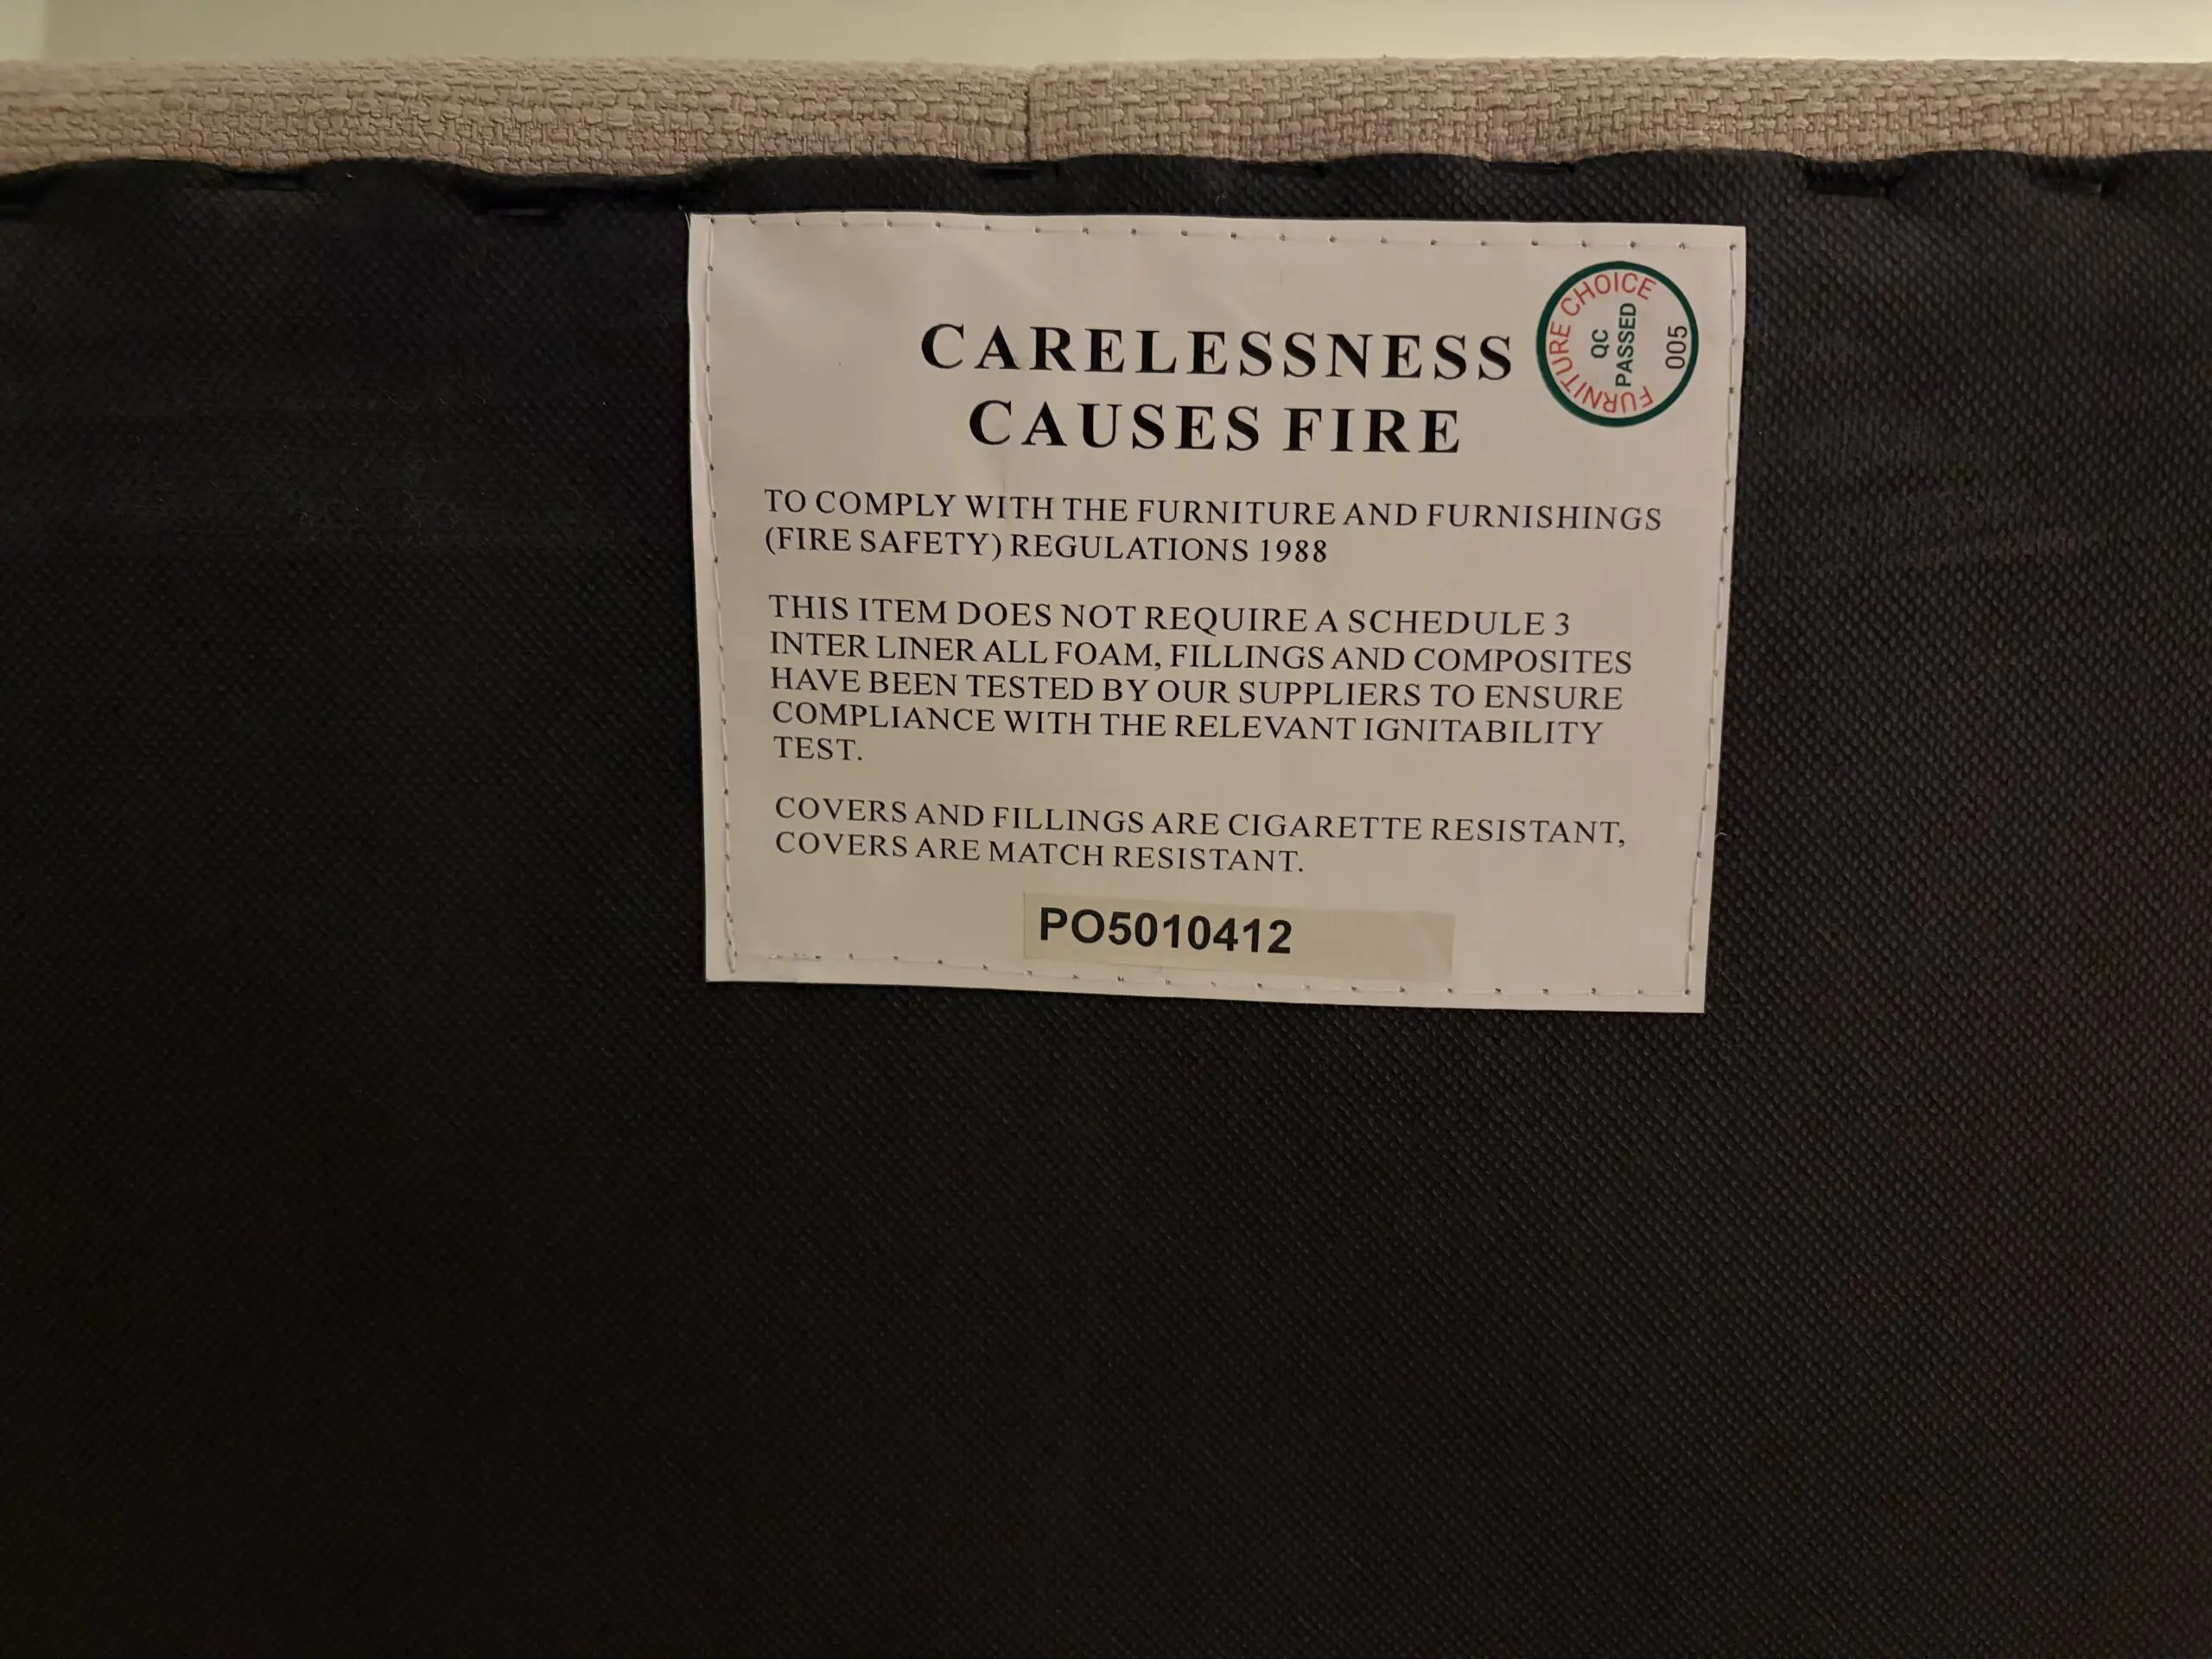 CARELESSNESS
CAUSES FIRE
FURNITURE CHOICE
QC
PASSED
005
TO COMPLY WITH THE FURNITURE AND FURNISHINGS
(FIRE SAFETY) REGULATIONS 1988
THIS ITEM DOES NOT REQUIRE A SCHEDULE 3
INTER LINER ALL FOAM, FILLINGS AND COMPOSITES
HAVE BEEN TESTED BY OUR SUPPLIERS TO ENSURE
COMPLIANCE WITH THE RELEVANT IGNITABILITY
TEST.
COVERS AND FILLINGS ARE CIGARETTE RESISTANT,
COVERS ARE MATCH RESISTANT.
PO5010412